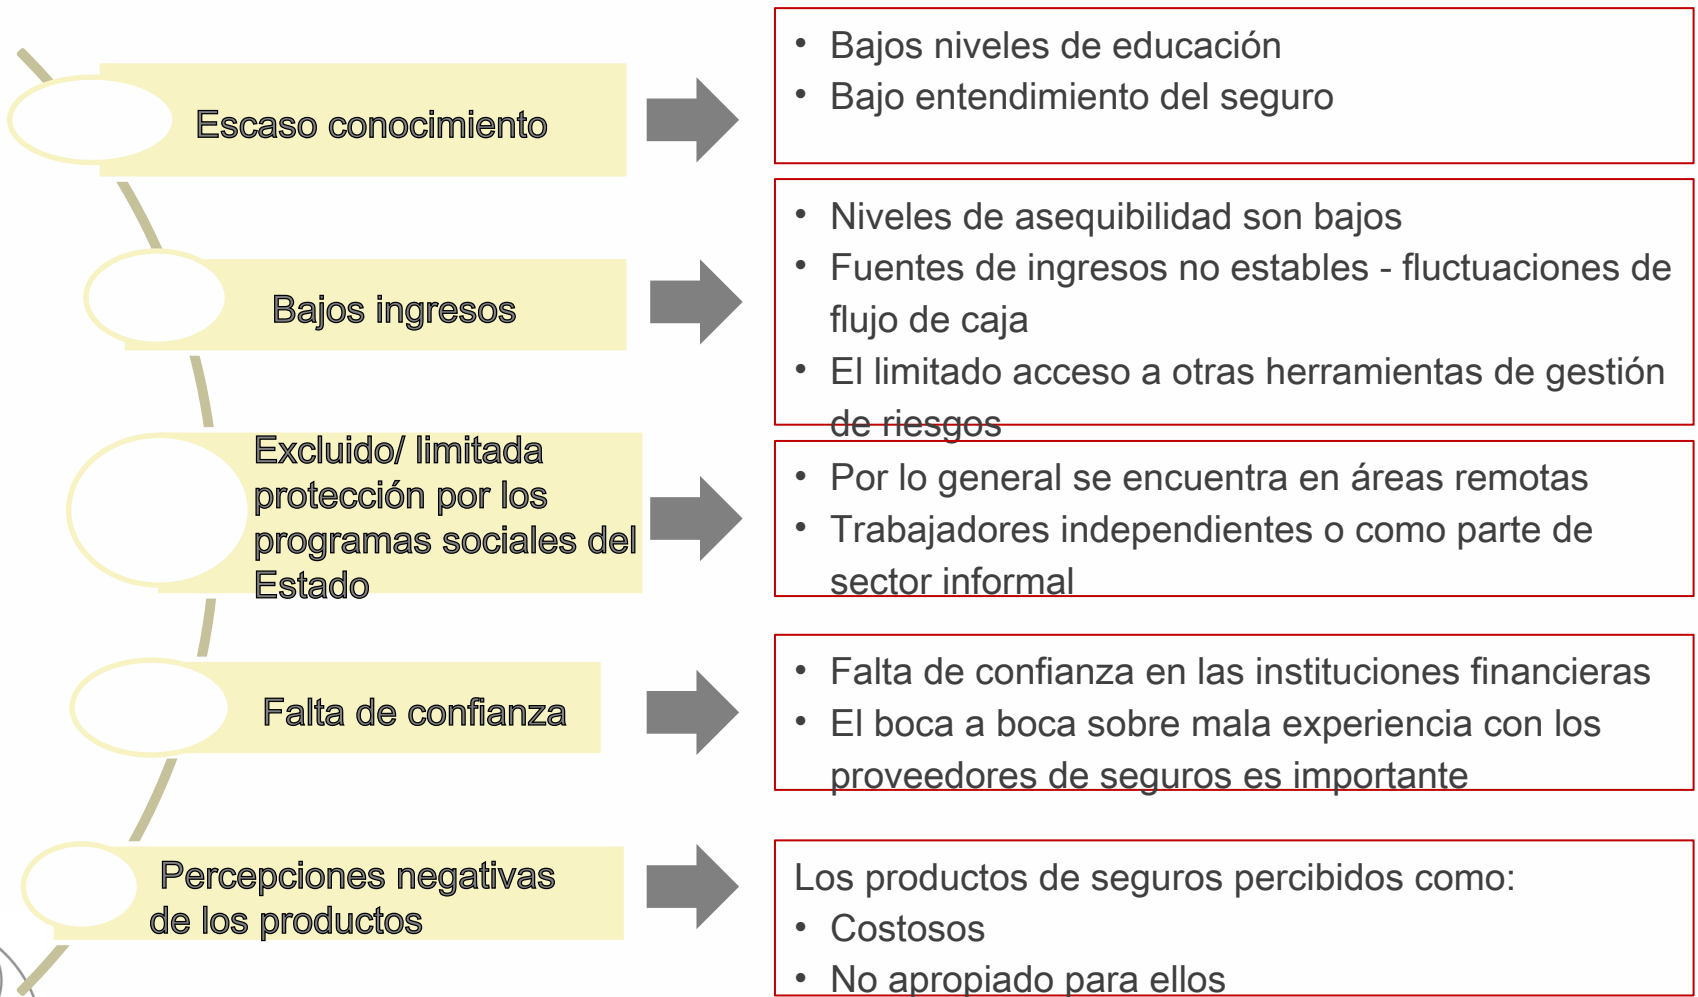 Escaso conocimiento
• Bajos niveles de educación
• Bajo entendimiento del seguro
Bajos ingresos
• Niveles de asequibilidad son bajos
• Fuentes de ingresos no estables - fluctuaciones de
flujo de caja
• El limitado acceso a otras herramientas de gestión
de riesgos
Excluido/ limitada
protección por los
programas sociales del
Estado
• Por lo general se encuentra en áreas remotas
• Trabajadores independientes o como parte de
sector informal
Falta de confianza
• Falta de confianza en las instituciones financieras
• El boca a boca sobre mala experiencia con los
proveedores de seguros es importante
Percepciones negativas
de los productos
Los productos de seguros percibidos como:
• Costosos
• No apropiado para ellos